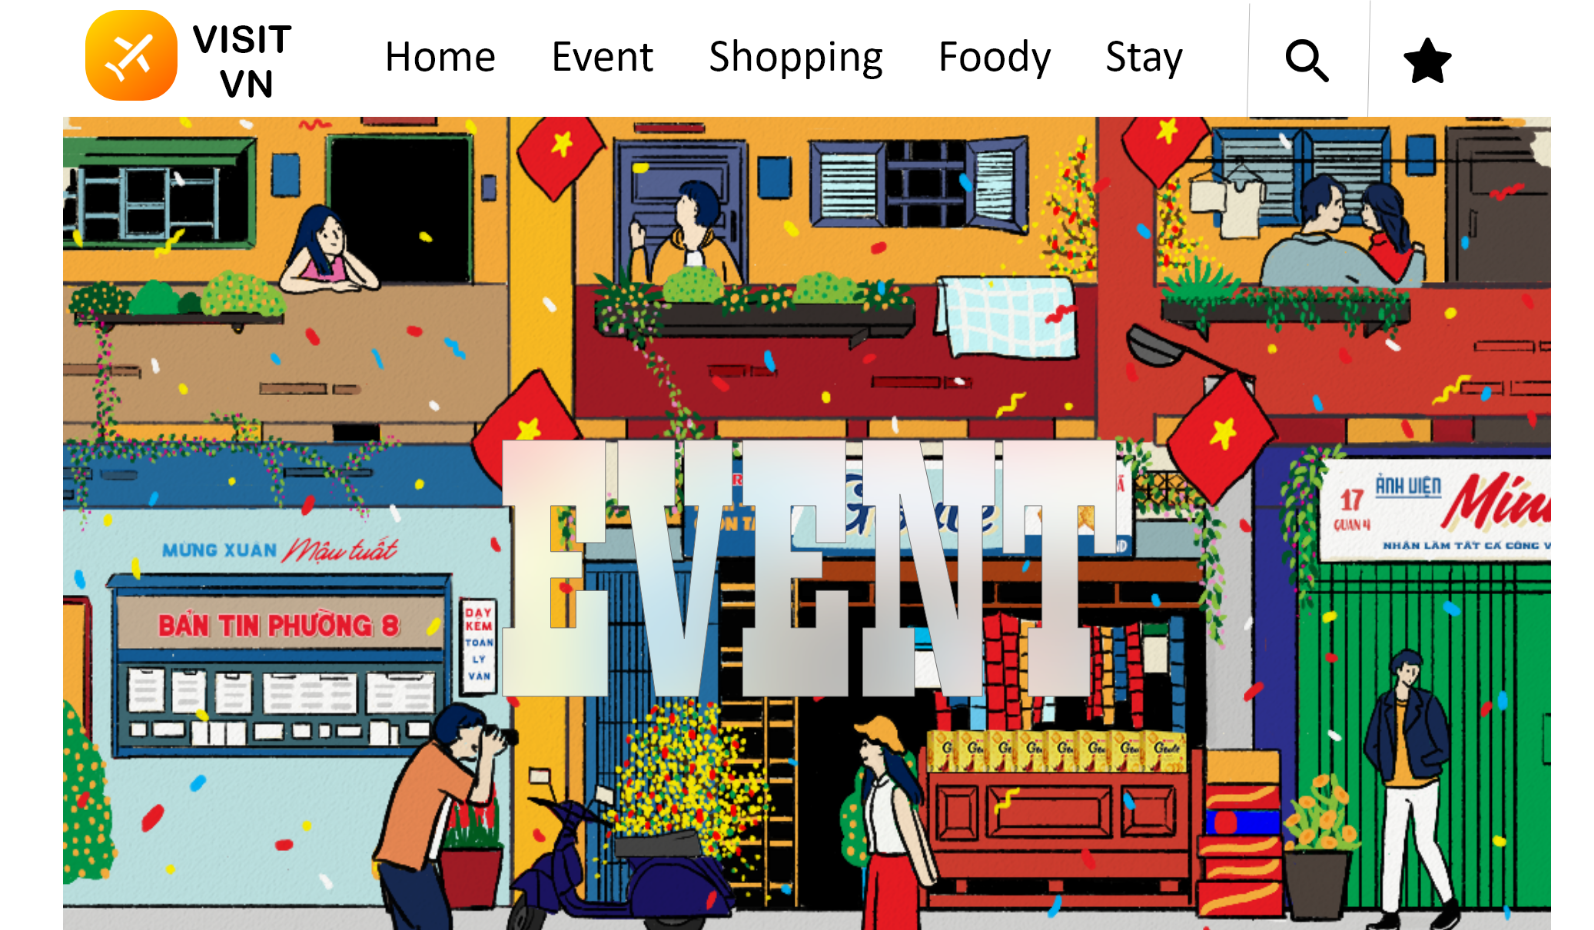 VISIT
VN
Home Event Shopping Foody Stay
EVENT
17
QUẬN 4
ẢNH VIỆN
NHẬN LÀM TẤT CẢ CÔNG V
MỪNG XUÂN Mậu tuất
BẢN TIN PHƯỜNG 8
DẠY
KÈM
TOÁN
LÝ
VĂN